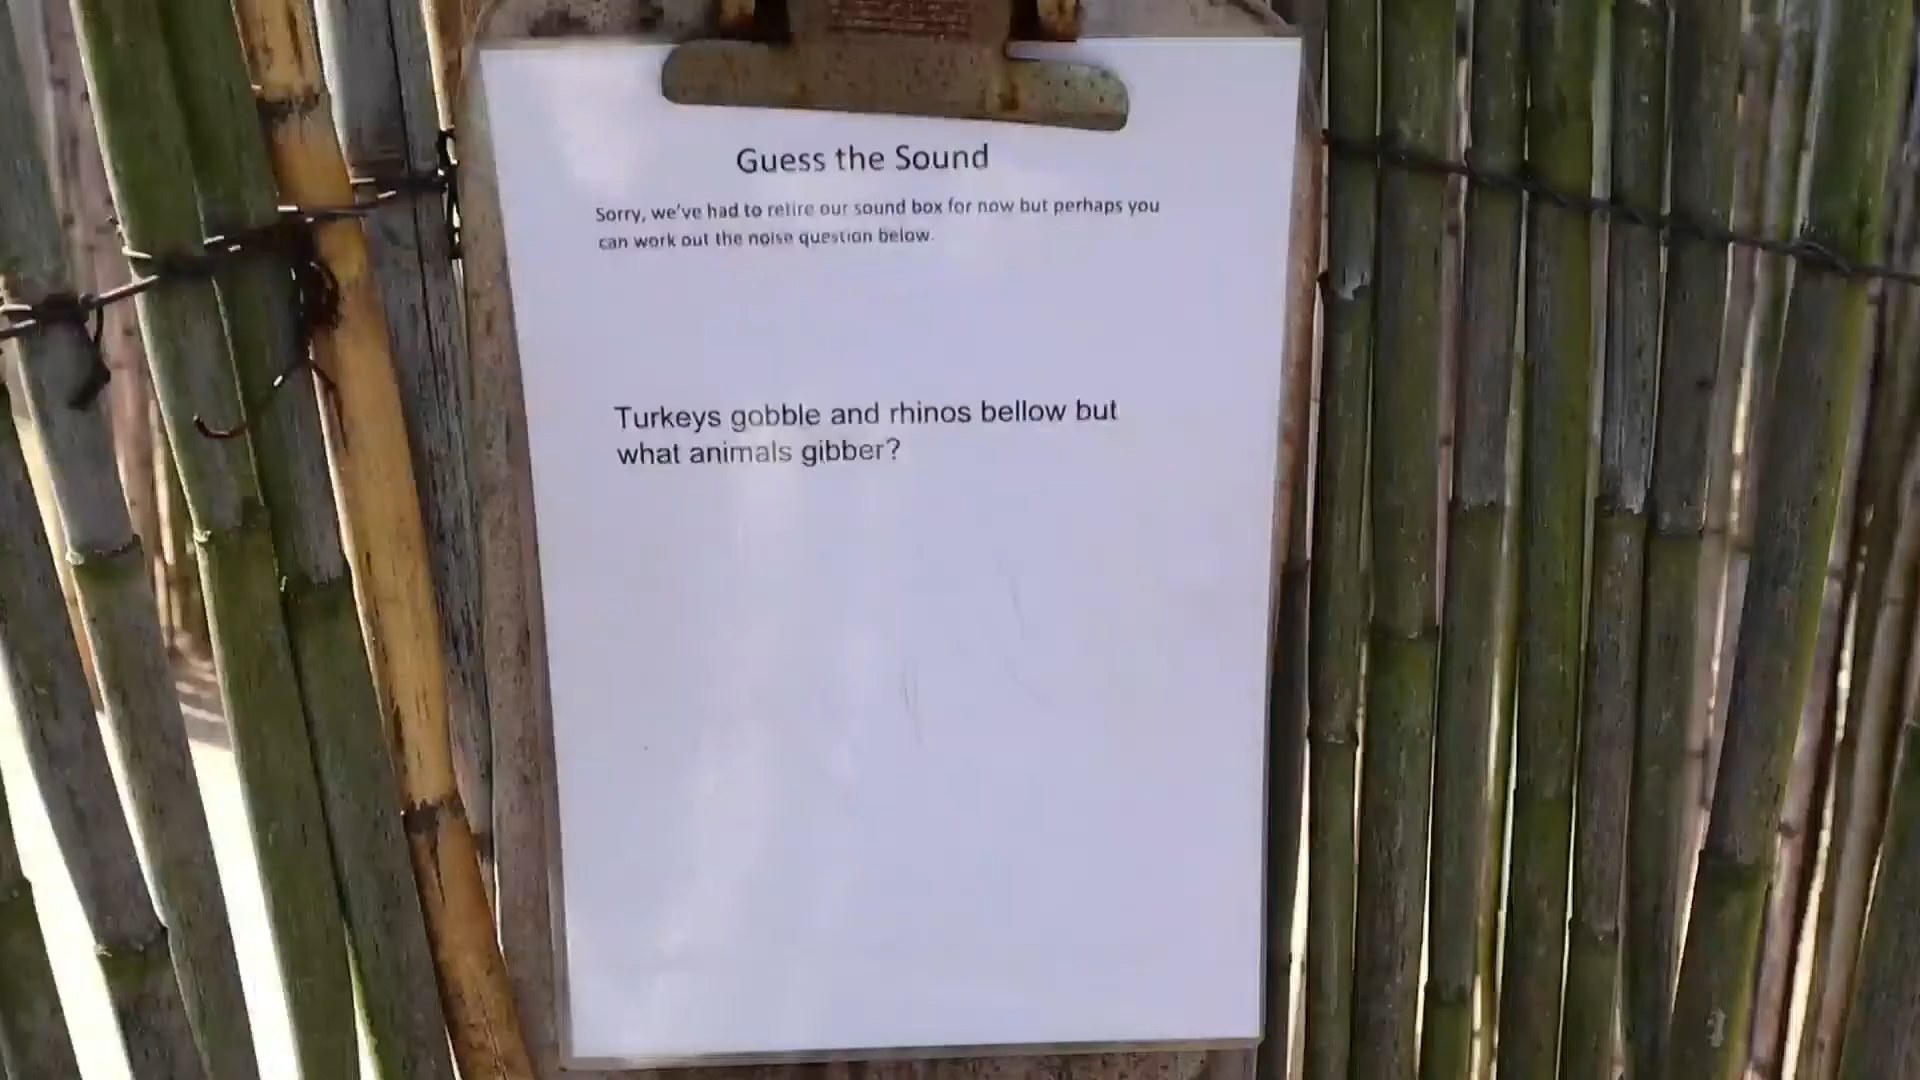 Guess the Sound
Sorry, we've had to retire our sound box for now but perhaps you
can work out the noise question below.
Turkeys gobble and rhinos bellow but
what animals gibber?